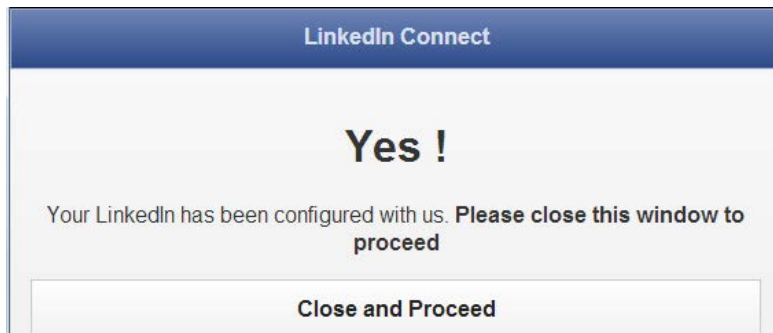 LinkedIn Connect
Yes !
Your LinkedIn has been configured with us. Please close this window to
proceed
Close and Proceed